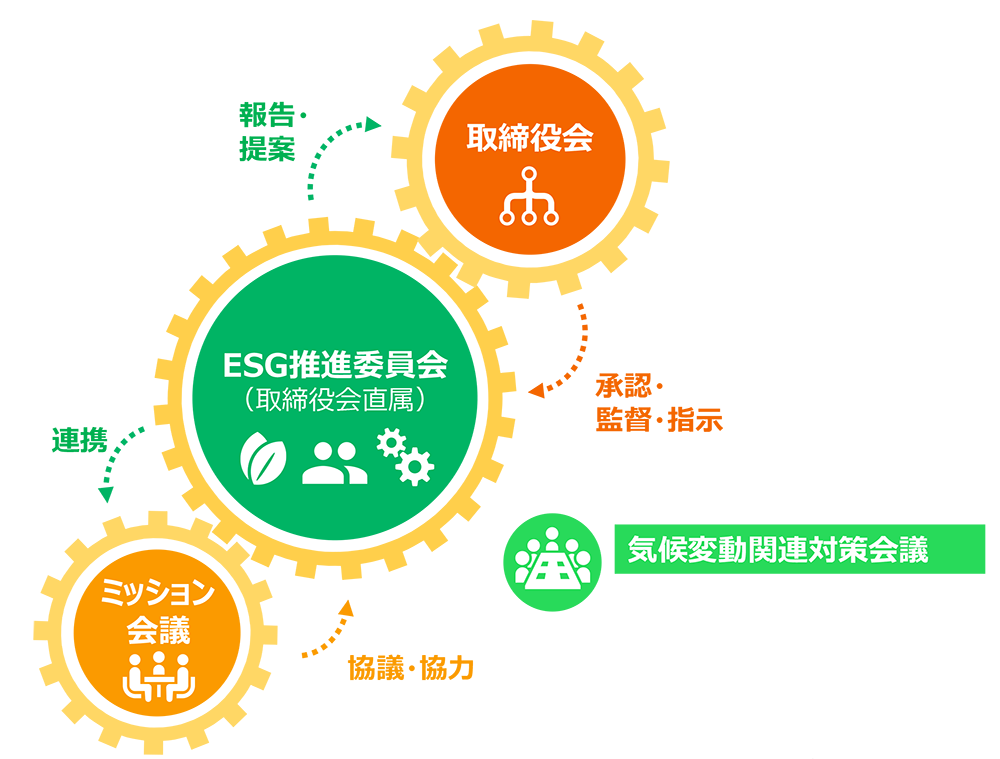 報告・
提案
取締役会
ESG推進委員会
（取締役会直属）
承認・
監督・指示
連携
気候変動関連対策会議
ミッション
会議
協議・協力